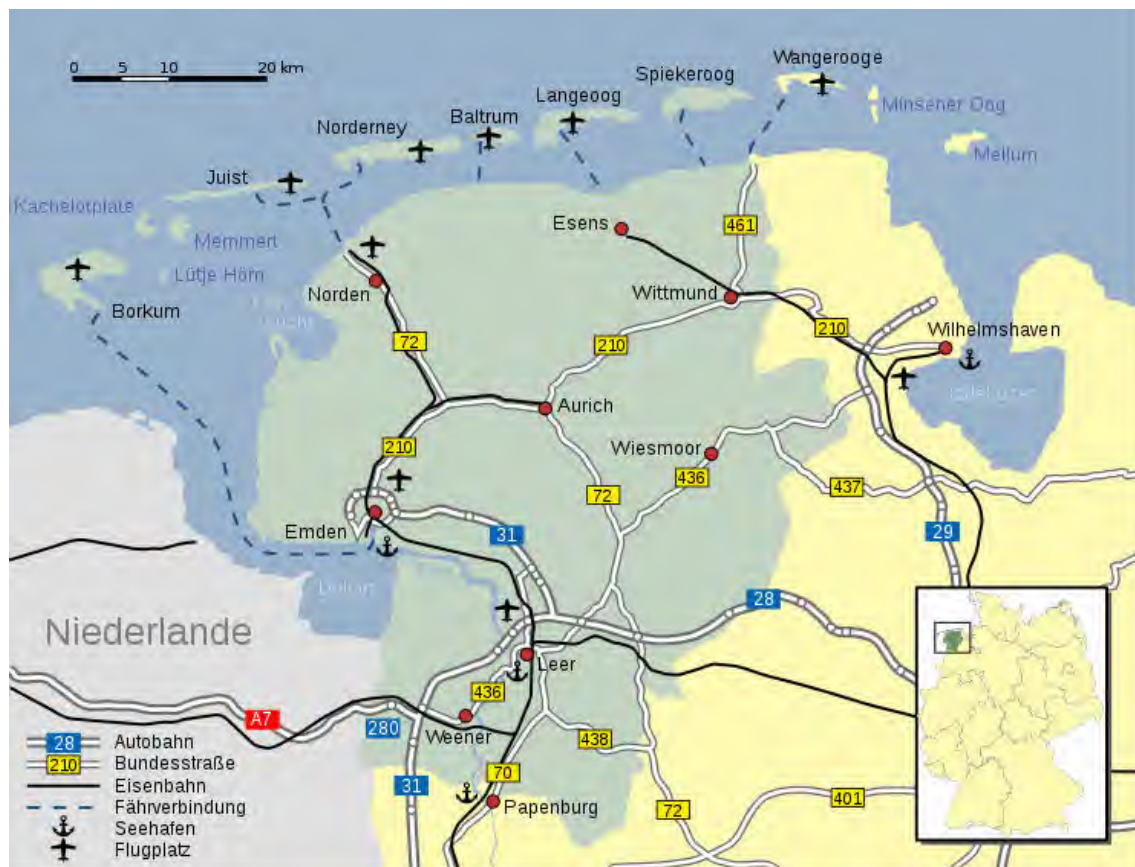 0 5 10 20 km
Wangerooge
Spiekeroog
Langeoog
Minsener Oog
Baltrum
Norderney
Mellum
Juist
Kachelotplate
Memmert
Esens
461
Lütje Hörn
Norden
Wittmund
Borkum
210
Wilhelmshaven
72
210
Aurich
Wiesmoor
210
436
437
72
Emden
31
29
Dollart
28
Niederlande
Leer
436
A7
280
Weener
438
70
31
Papenburg
72
401
28 Autobahn
210 Bundesstraße
Eisenbahn
Fährverbindung
Seehafen
Flugplatz